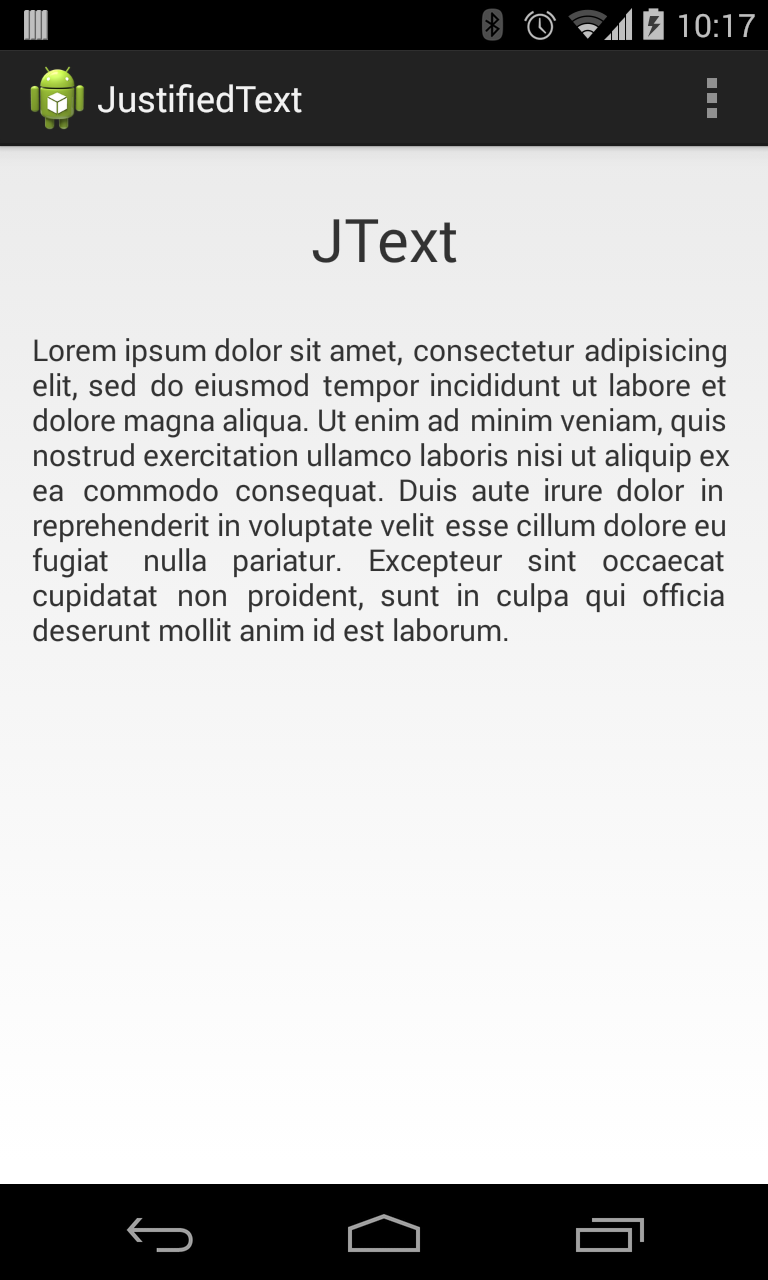 10:17
JustifiedText
JText
Lorem ipsum dolor sit amet, consectetur adipisicing
elit, sed do eiusmod tempor incididunt ut labore et
dolore magna aliqua. Ut enim ad minim veniam, quis
nostrud exercitation ullamco laboris nisi ut aliquip ex
ea commodo consequat. Duis aute irure dolor in
reprehenderit in voluptate velit esse cillum dolore eu
fugiat nulla pariatur. Excepteur sint occaecat
cupidatat non proident, sunt in culpa qui officia
deserunt mollit anim id est laborum.